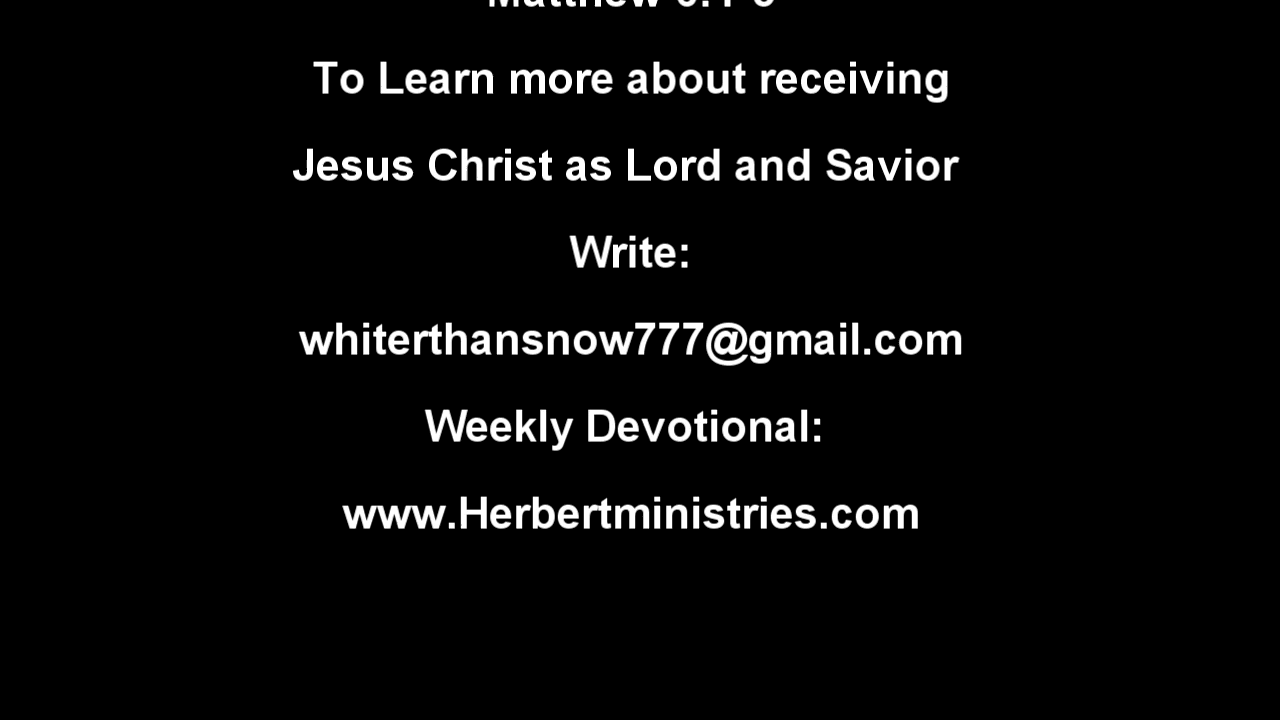 Matthew
To Learn more about receiving
Jesus Christ as Lord and Savior
Write:
whiterthansnow777@gmail.com
Weekly Devotional:
www.Herbertministries.com